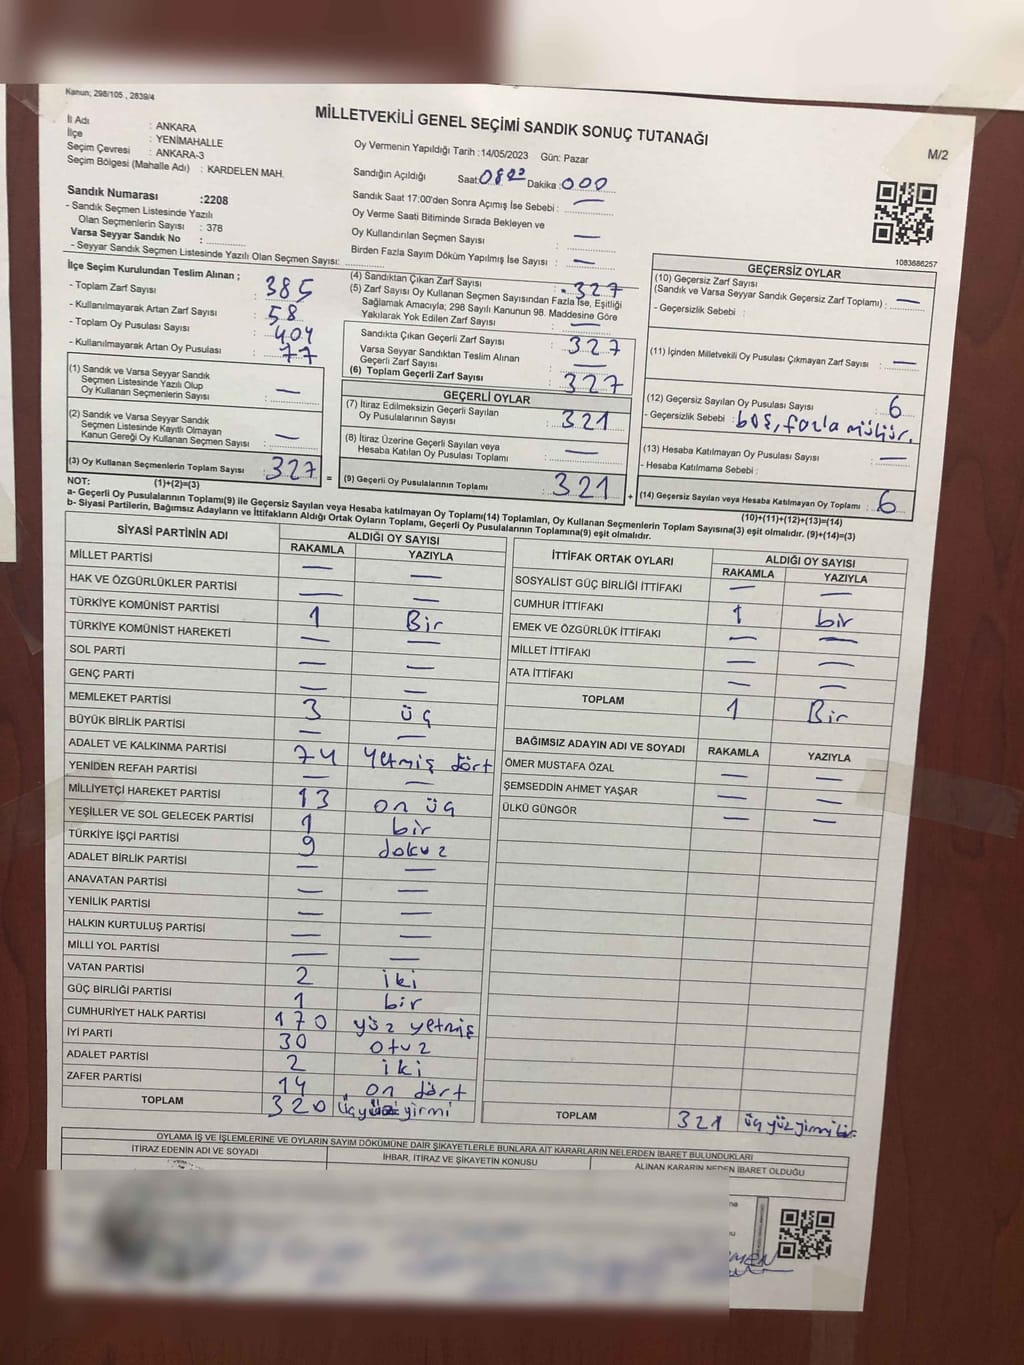 Kanun; 298/105 , 2839/4
MİLLETVEKİLİ GENEL SEÇİMİ SANDIK SONUÇ TUTANAĞI
M/2
İl Adı : ANKARA
İlçe : YENİMAHALLE
Seçim Çevresi : ANKARA-3
Seçim Bölgesi (Mahalle Adı) : KARDELEN MAH.
Sandık Numarası :2208
- Sandık Seçmen Listesinde Yazılı
Olan Seçmenlerin Sayısı : 378
Varsa Seyyar Sandık No :
- Seyyar Sandık Seçmen Listesinde Yazılı Olan Seçmen Sayısı:
Oy Vermenin Yapıldığı Tarih :14/05/2023 Gün: Pazar
Sandığın Açıldığı Saat: Dakika :
Sandık Saat 17:00'den Sonra Açımış İse Sebebi : —
Oy Verme Saati Bitiminde Sırada Bekleyen ve
Oy Kullandırılan Seçmen Sayısı : —
Birden Fazla Sayım Döküm Yapılmış İse Sayısı : —
1083686257
İlçe Seçim Kurulundan Teslim Alınan ;
- Toplam Zarf Sayısı : 385
- Kullanılmayarak Artan Zarf Sayısı : 58
- Toplam Oy Pusulası Sayısı : 404
- Kullanılmayarak Artan Oy Pusulası : 77
(1) Sandık ve Varsa Seyyar Sandık
Seçmen Listesinde Yazılı Olup
Oy Kullanan Seçmenlerin Sayısı : —
(2) Sandık ve Varsa Seyyar Sandık
Seçmen Listesinde Kayıtlı Olmayan
Kanun Gereği Oy Kullanan Seçmen Sayısı : —
(3) Oy Kullanan Seçmenlerin Toplam Sayısı : 327
(1)+(2)=(3)
(4) Sandıktan Çıkan Zarf Sayısı : 327
(5) Zarf Sayısı Oy Kullanan Seçmen Sayısından Fazla İse, Eşitliği
Sağlamak Amacıyla; 298 Sayılı Kanunun 98. Maddesine Göre
Yakılarak Yok Edilen Zarf Sayısı : —
Sandıkta Çıkan Geçerli Zarf Sayısı : 327
Varsa Seyyar Sandıktan Teslim Alınan
Geçerli Zarf Sayısı : —
(6) Toplam Geçerli Zarf Sayısı : 327
GEÇERLİ OYLAR
(7) İtiraz Edilmeksizin Geçerli Sayılan
Oy Pusulalarının Sayısı : 321
(8) İtiraz Üzerine Geçerli Sayılan veya
Hesaba Katılan Oy Pusulası Toplamı : —
= (9) Geçerli Oy Pusulalarının Toplamı : 321
GEÇERSİZ OYLAR
(10) Geçersiz Zarf Sayısı
(Sandık ve Varsa Seyyar Sandık Geçersiz Zarf Toplamı) : —
- Geçersizlik Sebebi :
(11) İçinden Milletvekili Oy Pusulası Çıkmayan Zarf Sayısı : —
(12) Geçersiz Sayılan Oy Pusulası Sayısı : 6
- Geçersizlik Sebebi : boş, fazla mühür.
(13) Hesaba Katılmayan Oy Pusulası Sayısı : —
- Hesaba Katılmama Sebebi :
+ (14) Geçersiz Sayılan veya Hesaba Katılmayan Oy Toplamı : 6
(10)+(11)+(12)+(13)=(14)
NOT:
a- Geçerli Oy Pusulalarının Toplamı(9) ile Geçersiz Sayılan veya Hesaba katılmayan Oy Toplamı(14) Toplamları, Oy Kullanan Seçmenlerin Toplam Sayısına(3) eşit olmalıdır. (9)+(14)=(3)
b- Siyasi Partilerin, Bağımsız Adayların ve İttifakların Aldığı Ortak Oyların Toplamı, Geçerli Oy Pusulalarının Toplamına(9) eşit olmalıdır.
SİYASİ PARTİNİN ADI ALDIĞI OY SAYISI
RAKAMLA YAZIYLA
MİLLET PARTİSİ — —
HAK VE ÖZGÜRLÜKLER PARTİSİ — —
TÜRKİYE KOMÜNİST PARTİSİ 1 Bir
TÜRKİYE KOMÜNİST HAREKETİ — —
SOL PARTİ — —
GENÇ PARTİ — —
MEMLEKET PARTİSİ 3 üç
BÜYÜK BİRLİK PARTİSİ — —
ADALET VE KALKINMA PARTİSİ 74 yetmiş dört
YENİDEN REFAH PARTİSİ — —
MİLLİYETÇİ HAREKET PARTİSİ 13 on üç
YEŞİLLER VE SOL GELECEK PARTİSİ 1 bir
TÜRKİYE İŞÇİ PARTİSİ 9 dokuz
ADALET BİRLİK PARTİSİ — —
ANAVATAN PARTİSİ — —
YENİLİK PARTİSİ — —
HALKIN KURTULUŞ PARTİSİ — —
MİLLİ YOL PARTİSİ — —
VATAN PARTİSİ 2 iki
GÜÇ BİRLİĞİ PARTİSİ 1 bir
CUMHURİYET HALK PARTİSİ 170 yüz yetmiş
İYİ PARTİ 30 otuz
ADALET PARTİSİ 2 iki
ZAFER PARTİSİ 14 on dört
TOPLAM 320 üçyüzyirmi
İTTİFAK ORTAK OYLARI ALDIĞI OY SAYISI
RAKAMLA YAZIYLA
SOSYALİST GÜÇ BİRLİĞİ İTTİFAKI — —
CUMHUR İTTİFAKI 1 bir
EMEK VE ÖZGÜRLÜK İTTİFAKI — —
MİLLET İTTİFAKI — —
ATA İTTİFAKI — —
TOPLAM 1 Bir
BAĞIMSIZ ADAYIN ADI VE SOYADI RAKAMLA YAZIYLA
ÖMER MUSTAFA ÖZAL — —
ŞEMSEDDİN AHMET YAŞAR — —
ÜLKÜ GÜNGÖR — —
TOPLAM 321 üçyüzyirmibir
OYLAMA İŞ VE İŞLEMLERİNE VE OYLARIN SAYIM DÖKÜMÜNE DAİR ŞİKAYETLERLE BUNLARA AİT KARARLARIN NELERDEN İBARET BULUNDUKLARI
İTİRAZ EDENİN ADI VE SOYADI İHBAR, İTİRAZ VE ŞİKAYETİN KONUSU ALINAN KARARIN NEDEN İBARET OLDUĞU